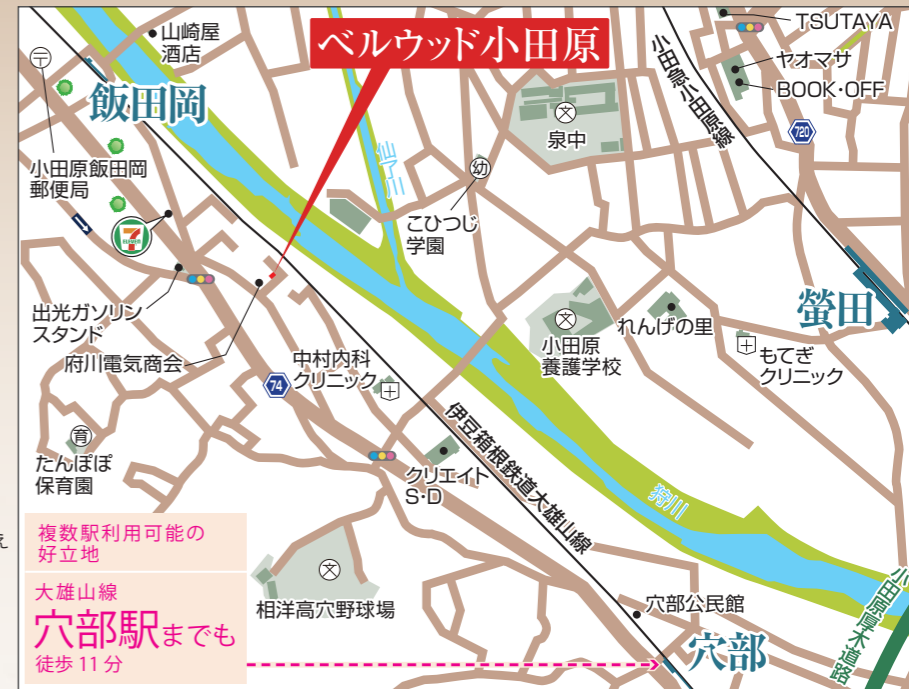 ベルウッド小田原
山崎屋
酒店
〒
飯田岡
小田原飯田岡
郵便局
7
出光ガソリン
スタンド
府川電気商会
74
中村内科
クリニック
育
たんぽぽ
保育園
クリエイト
S・D
文
相洋高穴野球場
伊豆箱根鉄道大雄山線
狩川
文
泉中
幼
こひつじ
学園
文
小田原
養護学校
れんげの里
もてぎ
クリニック
小田急小田原線
TSUTAYA
ヤオマサ
BOOK・OFF
720
螢田
穴部公民館
穴部
小田原厚木道路
え
複数駅利用可能の
好立地
大雄山線
穴部駅までも
徒歩 11 分